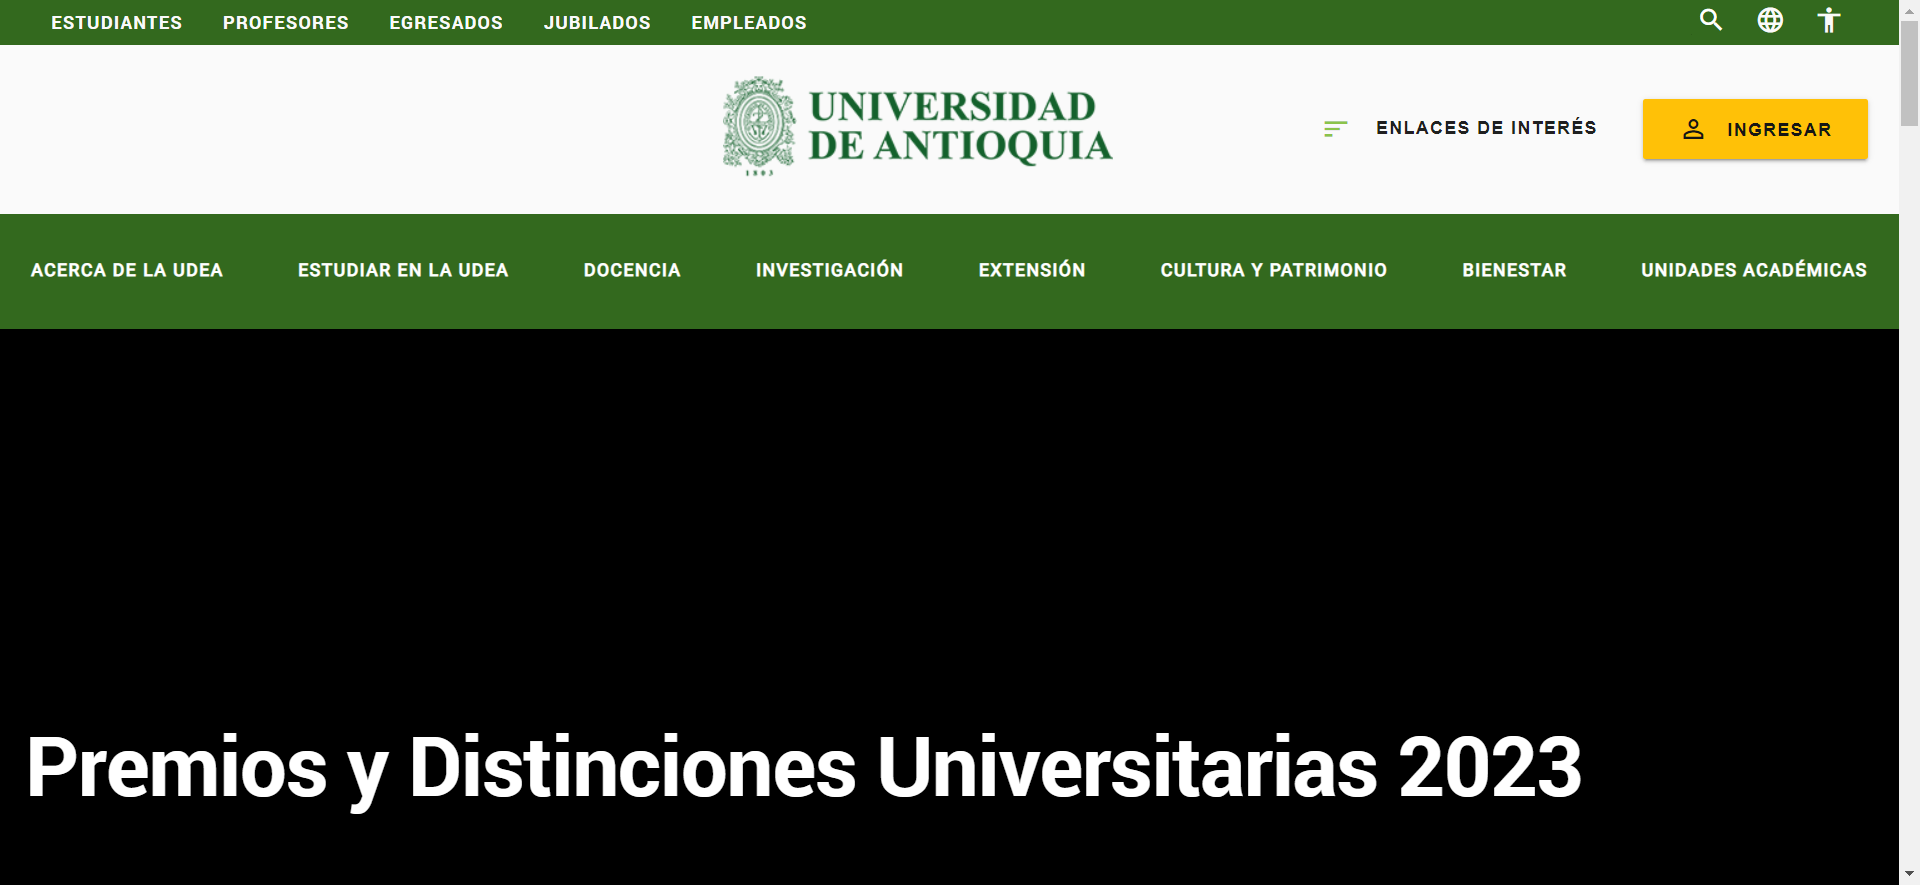 ESTUDIANTES PROFESORES EGRESADOS JUBILADOS EMPLEADOS
UNIVERSIDAD
DE ANTIOQUIA
1803
ENLACES DE INTERÉS
INGRESAR
ACERCA DE LA UDEA ESTUDIAR EN LA UDEA DOCENCIA INVESTIGACIÓN EXTENSIÓN CULTURA Y PATRIMONIO BIENESTAR UNIDADES ACADÉMICAS
Premios y Distinciones Universitarias 2023